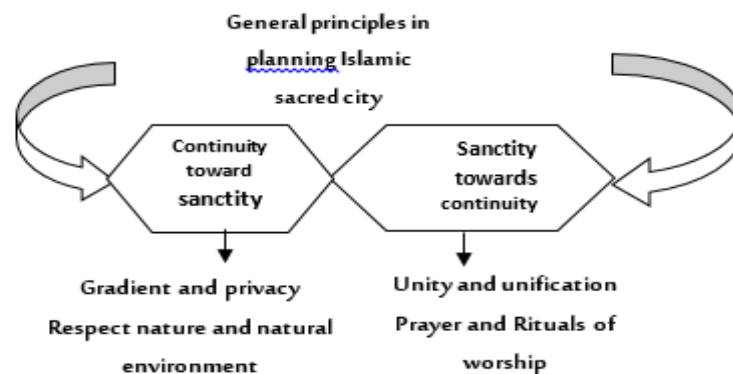 General principles in
planning Islamic
sacred city
Continuity
toward
sanctity
Sanctity
towards
continuity
Gradient and privacy
Respect nature and natural
environment
Unity and unification
Prayer and Rituals of
worship